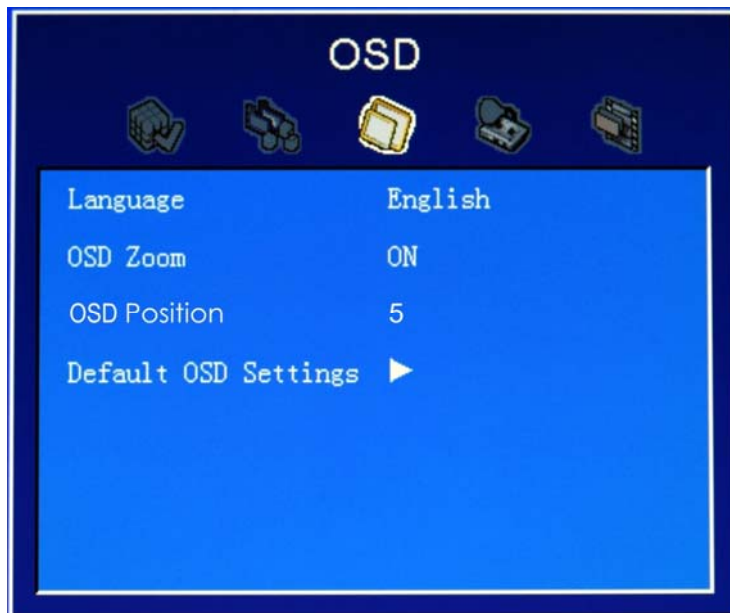 OSD
Language English
OSD Zoom ON
OSD Position 5
Default OSD Settings ▶